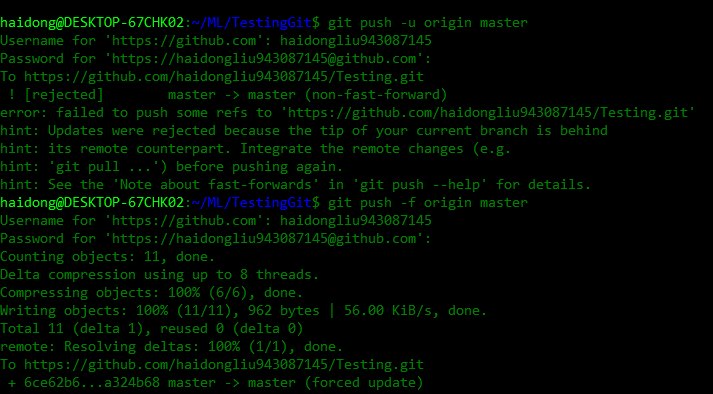 haidong@DESKTOP-67CHK02:~/ML/TestingGit$ git push -u origin master
Username for 'https://github.com': haidongliu943087145
Password for 'https://haidongliu943087145@github.com':
To https://github.com/haidongliu943087145/Testing.git
 ! [rejected]        master -> master (non-fast-forward)
error: failed to push some refs to 'https://github.com/haidongliu943087145/Testing.git'
hint: Updates were rejected because the tip of your current branch is behind
hint: its remote counterpart. Integrate the remote changes (e.g.
hint: 'git pull ...') before pushing again.
hint: See the 'Note about fast-forwards' in 'git push --help' for details.
haidong@DESKTOP-67CHK02:~/ML/TestingGit$ git push -f origin master
Username for 'https://github.com': haidongliu943087145
Password for 'https://haidongliu943087145@github.com':
Counting objects: 11, done.
Delta compression using up to 8 threads.
Compressing objects: 100% (6/6), done.
Writing objects: 100% (11/11), 962 bytes | 56.00 KiB/s, done.
Total 11 (delta 1), reused 0 (delta 0)
remote: Resolving deltas: 100% (1/1), done.
To https://github.com/haidongliu943087145/Testing.git
 + 6ce62b6...a324b68 master -> master (forced update)